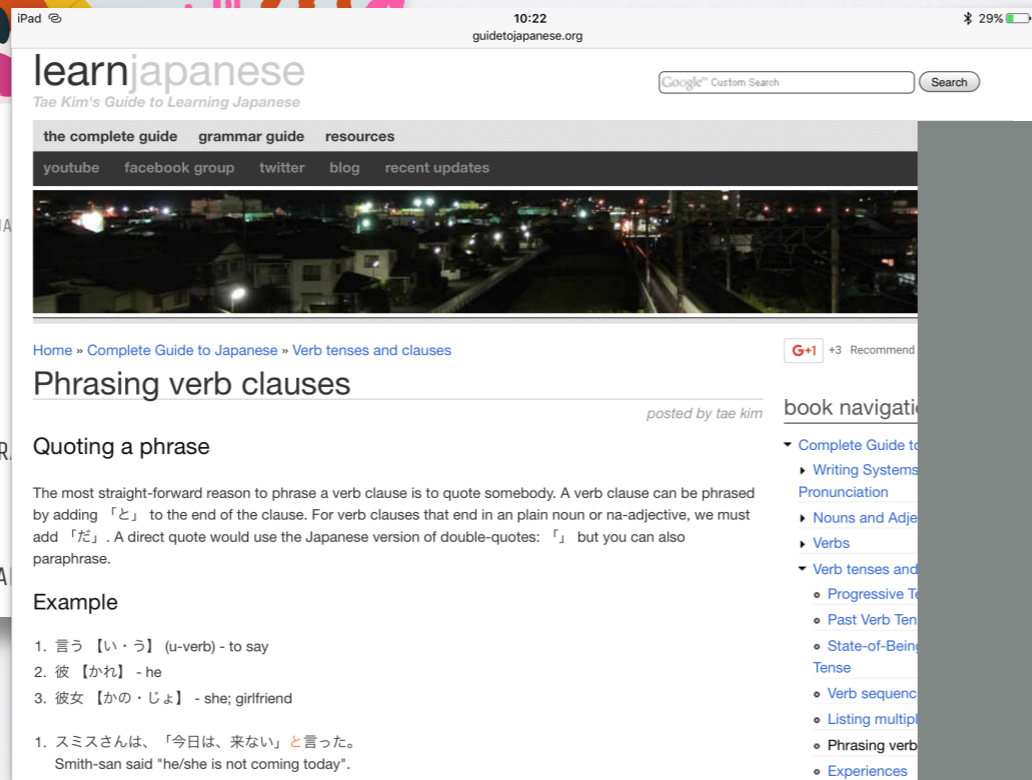 iPad
10:22
29%
guidetojapanese.org
learnjapanese
Tae Kim's Guide to Learning Japanese
Google™ Custom Search
Search
the complete guide grammar guide resources
youtube facebook group twitter blog recent updates
Home » Complete Guide to Japanese » Verb tenses and clauses
Phrasing verb clauses
posted by tae kim
Quoting a phrase
The most straight-forward reason to phrase a verb clause is to quote somebody. A verb clause can be phrased
by adding 「と」 to the end of the clause. For verb clauses that end in an plain noun or na-adjective, we must
add 「だ」. A direct quote would use the Japanese version of double-quotes: 「」 but you can also
paraphrase.
Example
1. 言う 【い・う】 (u-verb) - to say
2. 彼 【かれ】 - he
3. 彼女 【かの・じょ】 - she; girlfriend
1. スミスさんは、「今日は、来ない」と言った。
Smith-san said "he/she is not coming today".
G+1 +3 Recommend
book navigati
Complete Guide to
Writing Systems
Pronunciation
Nouns and Adje
Verbs
Verb tenses and
Progressive Te
Past Verb Ten
State-of-Being
Tense
Verb sequenc
Listing multipl
Phrasing verb
Experiences